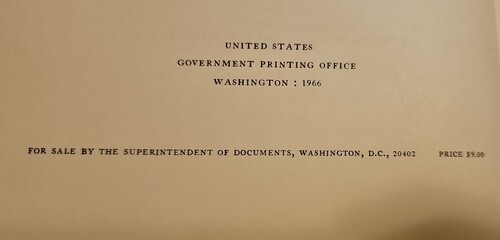 UNITED STATES
GOVERNMENT PRINTING OFFICE
WASHINGTON : 1966
FOR SALE BY THE SUPERINTENDENT OF DOCUMENTS, WASHINGTON, D.C., 20402 PRICE $9.00